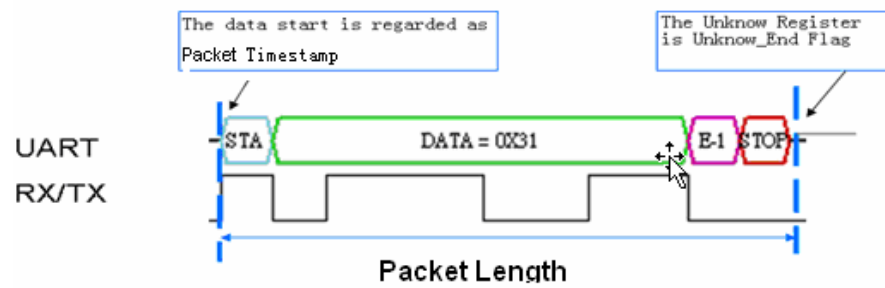 The data start is regarded as
Packet Timestamp
The Unknow Register
is Unknow_End Flag
UART
STA
DATA = 0X31
E-1
STOP
RX/TX
Packet Length